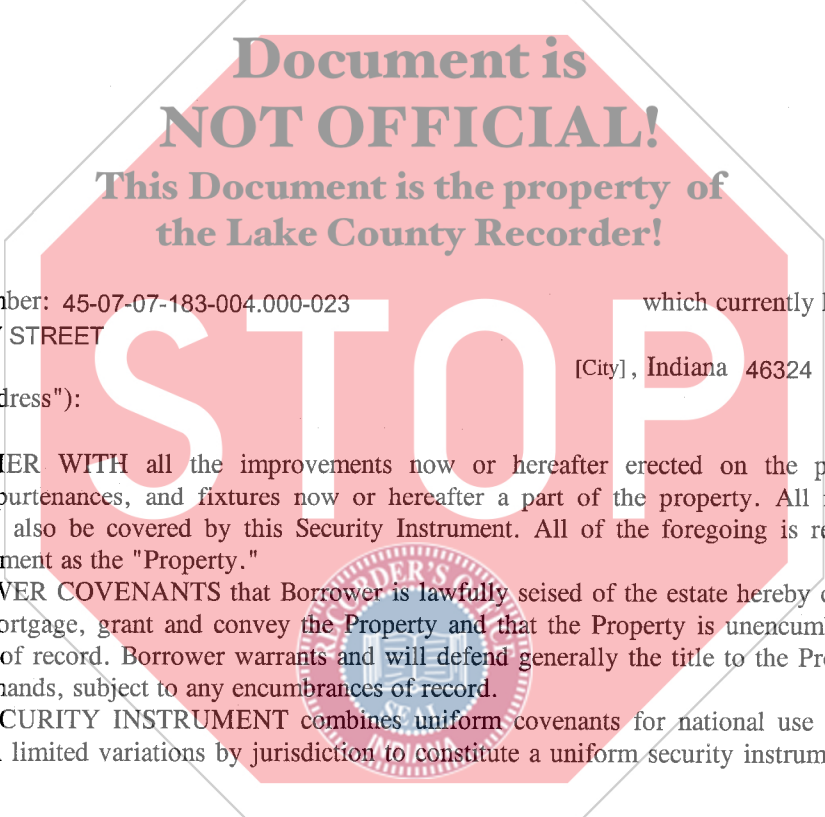 Document is
NOT OFFICIAL!
This Document is the property of
the Lake County Recorder!
STOP
nber: 45-07-07-183-004.000-023 which currently
STREET
[City], Indiana 46324
dress"):
IER WITH all the improvements now or hereafter erected on the p
purtenances, and fixtures now or hereafter a part of the property. All
also be covered by this Security Instrument. All of the foregoing is re
ment as the "Property."
VER COVENANTS that Borrower is lawfully seised of the estate hereby
ortgage, grant and convey the Property and that the Property is unencum
of record. Borrower warrants and will defend generally the title to the Pr
nands, subject to any encumbrances of record.
CURITY INSTRUMENT combines uniform covenants for national use
limited variations by jurisdiction to constitute a uniform security instrum
RECORDER'S OFFICE
SEAL